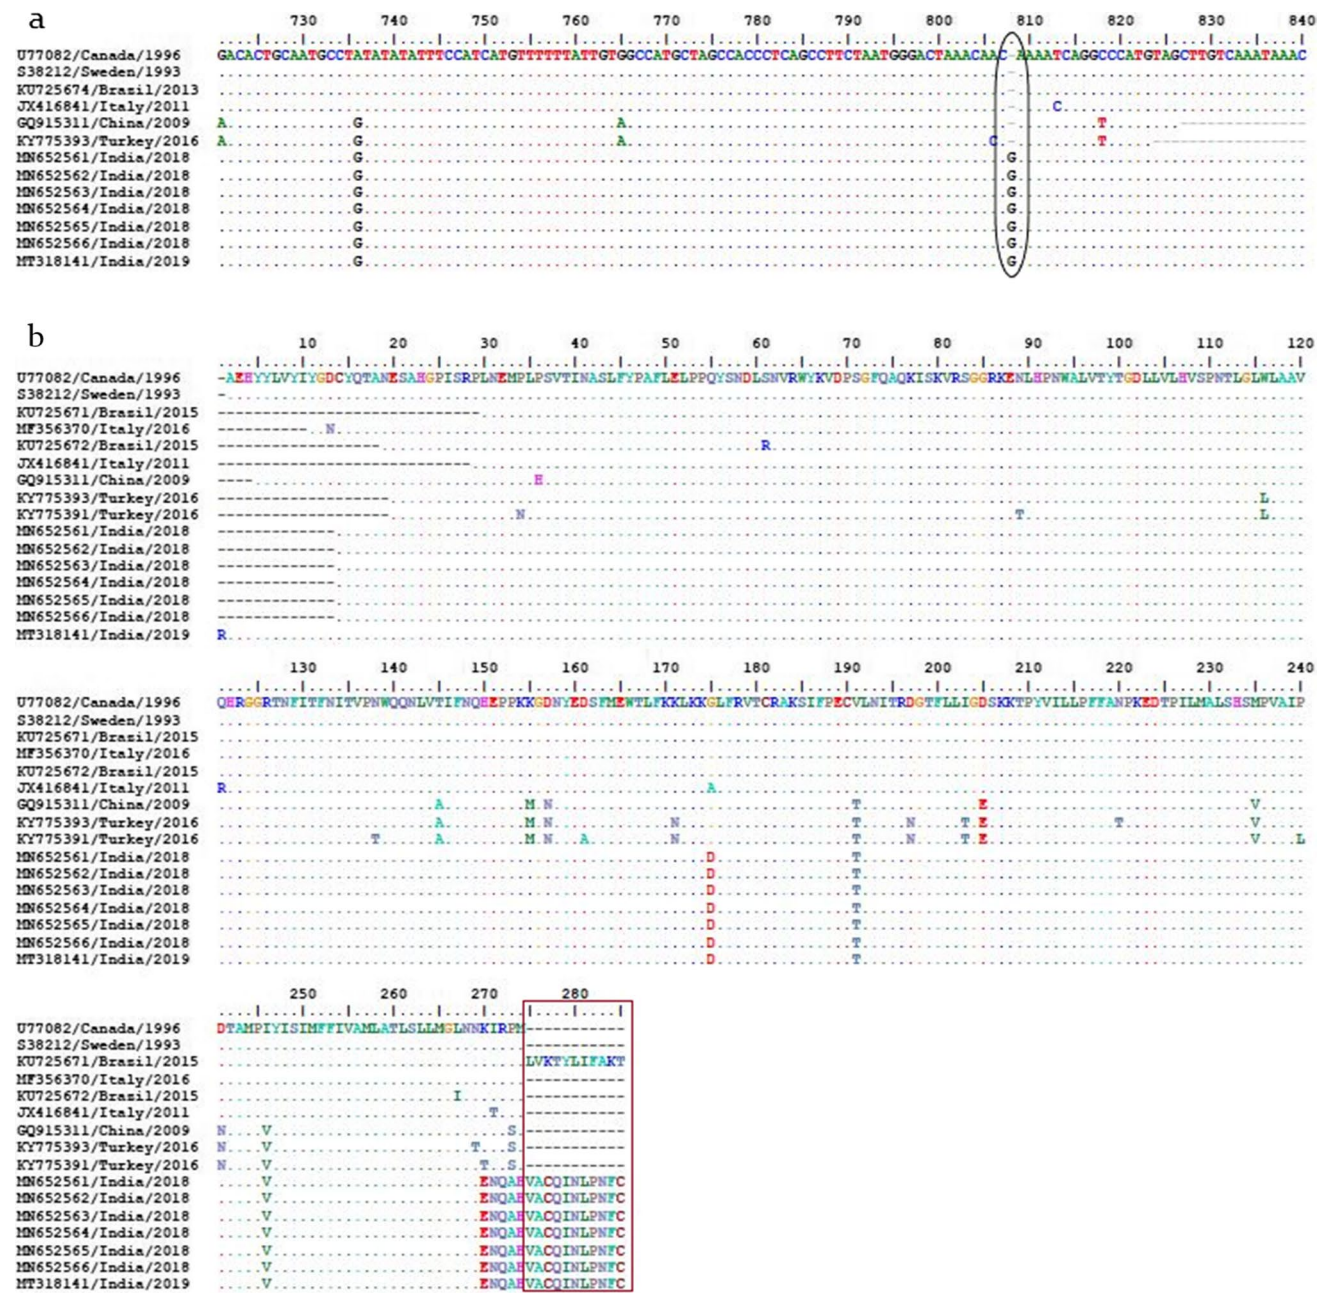 a
730 740 750 760 770 780 790 800 810 820 830 840
U77082/Canada/1996 GACACTGCAATGCCTATATATATTTCCATCATGTTTTTTATTGTGGCCATGCTAGCCACCCTCAGCCTTCTAATGGGACTAAACAAC-AAAATCAGGCCCATGTAGCTTGTCAAATAAAC
S38212/Sweden/1993 -
KU725674/Brasil/2013 -
JX416841/Italy/2011 - C
GQ915311/China/2009 A G A - T
KY775393/Turkey/2016 A G A C - T
MN652561/India/2018 G G
MN652562/India/2018 G G
MN652563/India/2018 G G
MN652564/India/2018 G G
MN652565/India/2018 G G
MN652566/India/2018 G G
MT318141/India/2019 G G
b
10 20 30 40 50 60 70 80 90 100 110 120
U77082/Canada/1996 -AEHYYLVYIYGDCYQTANESAHGPISRPLNEMPLPSVTINASLFYPAFLELPPQYSNDLSNVRWYKVDPSGFQAQKISKVRSGGRKENLHPNWALVTYTGDLLVLHVSPNTLGLWLAAV
S38212/Sweden/1993 -
KU725671/Brasil/2015
MF356370/Italy/2016 N
KU725672/Brasil/2015 R
JX416841/Italy/2011
GQ915311/China/2009 H
KY775393/Turkey/2016 L
KY775391/Turkey/2016 N T L
MN652561/India/2018
MN652562/India/2018
MN652563/India/2018
MN652564/India/2018
MN652565/India/2018
MN652566/India/2018
MT318141/India/2019 R
130 140 150 160 170 180 190 200 210 220 230 240
U77082/Canada/1996 QHRGGRTNFITFNITVPNWQQNLVTIFNQHEPPKKGDNYEDSFMEWTLFKKLKKGLFRVTCRAKSIFPECVLNITRDGTFLLIGDSKKTPYVILLPFFANPKEDTPILMALSHSMPVAIP
S38212/Sweden/1993
KU725671/Brasil/2015
MF356370/Italy/2016
KU725672/Brasil/2015
JX416841/Italy/2011 R A
GQ915311/China/2009 A M N T E V
KY775393/Turkey/2016 A M N N T N T E T V
KY775391/Turkey/2016 T A M N A N T N T E V L
MN652561/India/2018 D T
MN652562/India/2018 D T
MN652563/India/2018 D T
MN652564/India/2018 D T
MN652565/India/2018 D T
MN652566/India/2018 D T
MT318141/India/2019 D T
250 260 270 280
U77082/Canada/1996 DTAMPIYISIMFFIVAMLATLSLLMGLNNKIRPM-----------
S38212/Sweden/1993 -----------
KU725671/Brasil/2015 LVKTYLIFAKT
MF356370/Italy/2016 -----------
KU725672/Brasil/2015 I -----------
JX416841/Italy/2011 T -----------
GQ915311/China/2009 N V S -----------
KY775393/Turkey/2016 N V T S -----------
KY775391/Turkey/2016 N V T S -----------
MN652561/India/2018 V ENQAHVACQINLPNFC
MN652562/India/2018 V ENQAHVACQINLPNFC
MN652563/India/2018 V ENQAHVACQINLPNFC
MN652564/India/2018 V ENQAHVACQINLPNFC
MN652565/India/2018 V ENQAHVACQINLPNFC
MN652566/India/2018 V ENQAHVACQINLPNFC
MT318141/India/2019 V ENQAHVACQINLPNFC